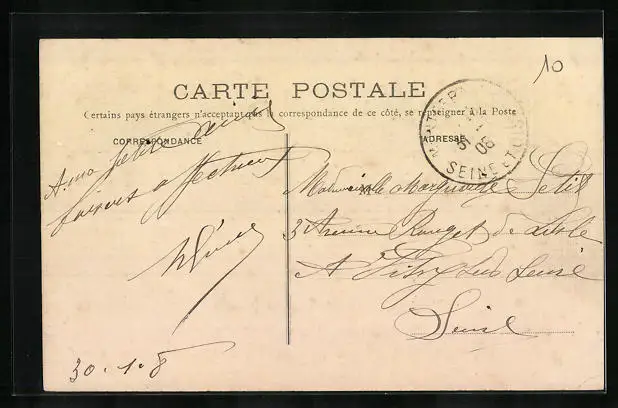 10
CARTE POSTALE
Certains pays étrangers n'acceptant pas la correspondance de ce côté, se renseigner à la Poste
CORRESPONDANCE
ADRESSE
SEINE
08
A ma petite
baisers affectueux
30.1.8
M
Mademoiselle Marguerite Petit
3 Avenue Rouget de Lisle
A Vitry sur Seine
Seine